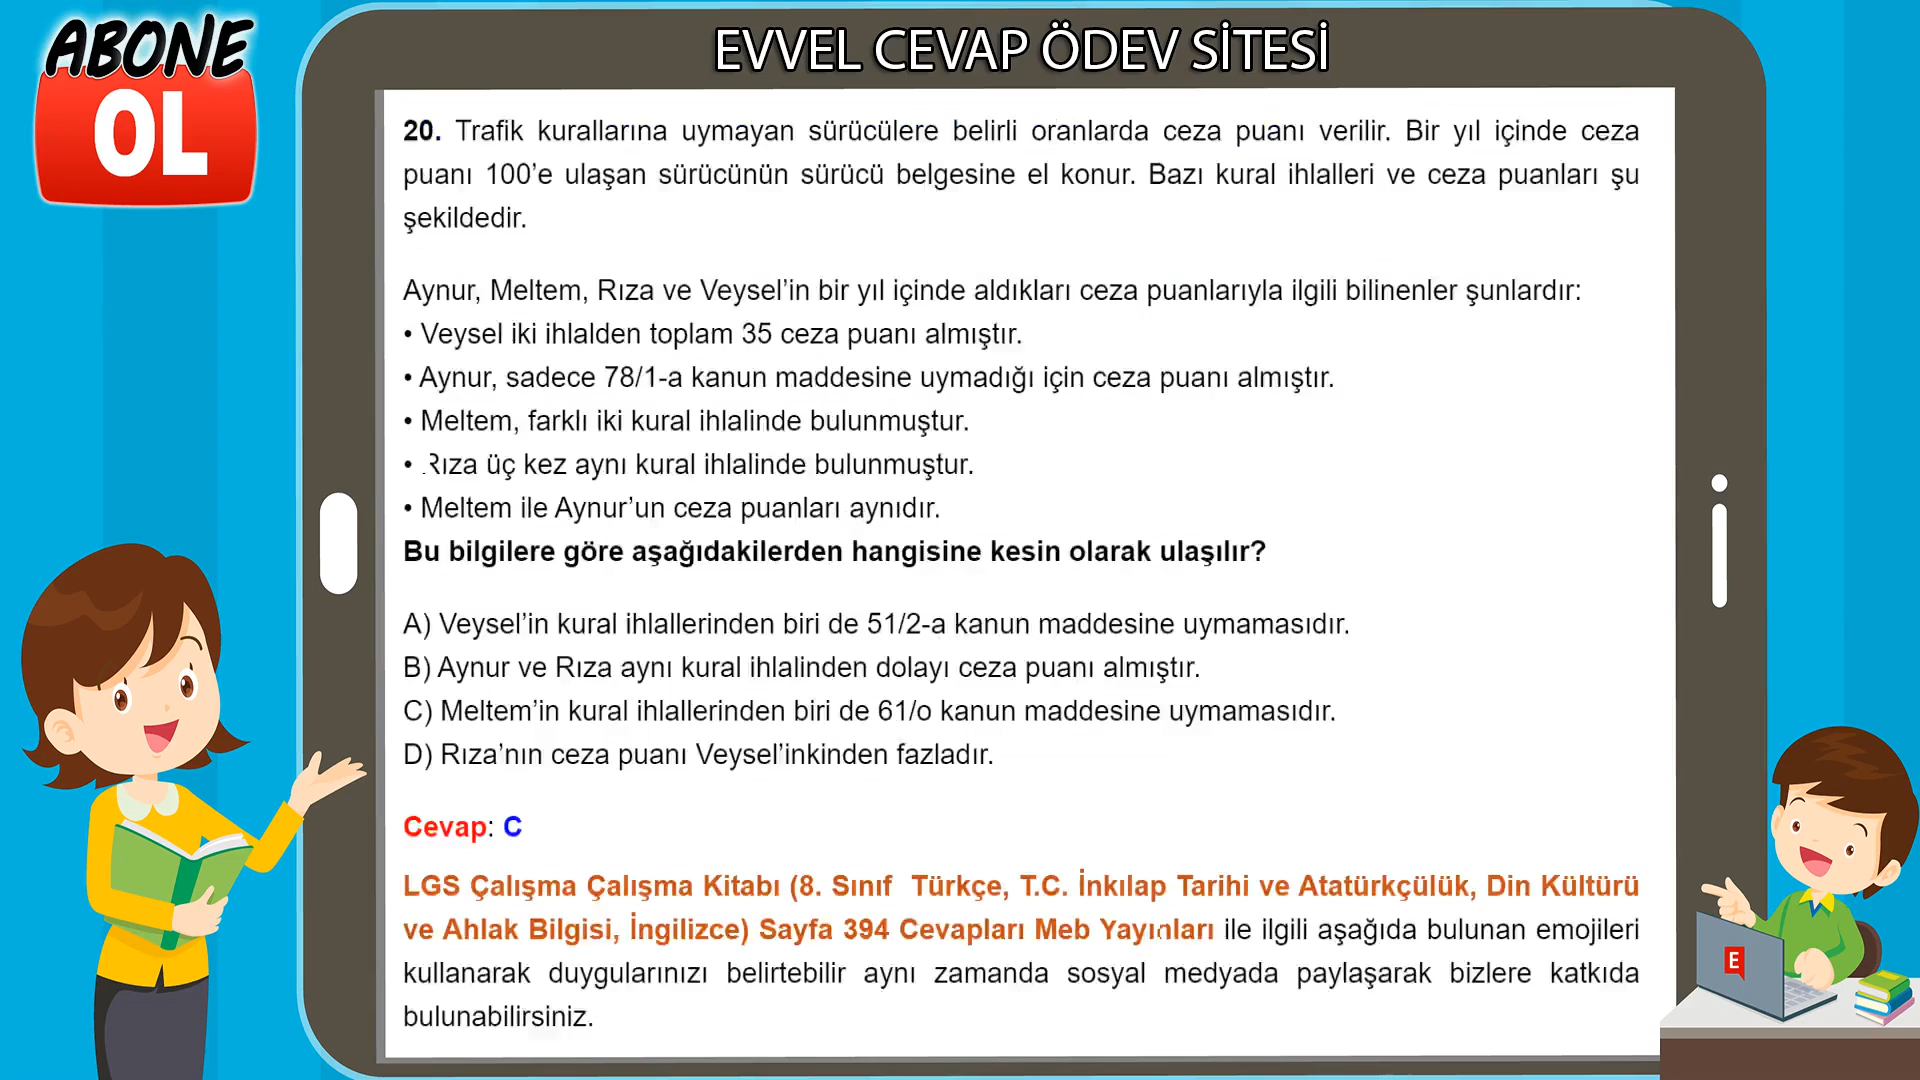 ABONE
OL
EVVEL CEVAP ÖDEV SİTESİ
20. Trafik kurallarına uymayan sürücülere belirli oranlarda ceza puanı verilir. Bir yıl içinde ceza
puanı 100’e ulaşan sürücünün sürücü belgesine el konur. Bazı kural ihlalleri ve ceza puanları şu
şekildedir.
Aynur, Meltem, Rıza ve Veysel’in bir yıl içinde aldıkları ceza puanlarıyla ilgili bilinenler şunlardır:
• Veysel iki ihlalden toplam 35 ceza puanı almıştır.
• Aynur, sadece 78/1-a kanun maddesine uymadığı için ceza puanı almıştır.
• Meltem, farklı iki kural ihlalinde bulunmuştur.
• Rıza üç kez aynı kural ihlalinde bulunmuştur.
• Meltem ile Aynur’un ceza puanları aynıdır.
Bu bilgilere göre aşağıdakilerden hangisine kesin olarak ulaşılır?
A) Veysel’in kural ihlallerinden biri de 51/2-a kanun maddesine uymamasıdır.
B) Aynur ve Rıza aynı kural ihlalinden dolayı ceza puanı almıştır.
C) Meltem’in kural ihlallerinden biri de 61/o kanun maddesine uymamasıdır.
D) Rıza’nın ceza puanı Veysel’inkinden fazladır.
Cevap: C
LGS Çalışma Çalışma Kitabı (8. Sınıf Türkçe, T.C. İnkılap Tarihi ve Atatürkçülük, Din Kültürü
ve Ahlak Bilgisi, İngilizce) Sayfa 394 Cevapları Meb Yayınları ile ilgili aşağıda bulunan emojileri
kullanarak duygularınızı belirtebilir aynı zamanda sosyal medyada paylaşarak bizlere katkıda
bulunabilirsiniz.
E